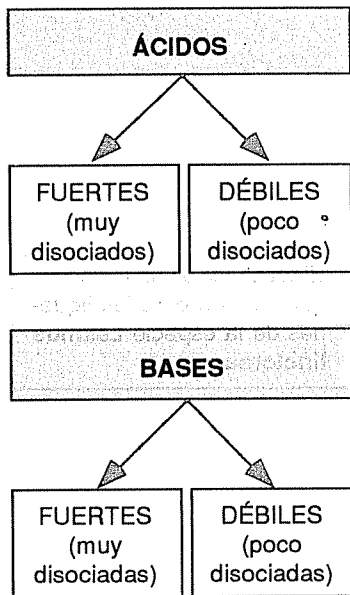 ÁCIDOS
FUERTES
(muy
disociados)
DÉBILES
(poco
disociados)
BASES
FUERTES
(muy
disociadas)
DÉBILES
(poco
disociadas)